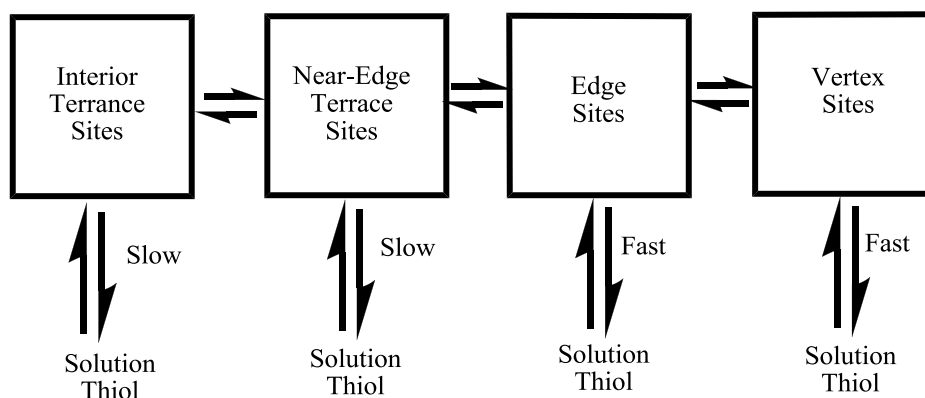 Interior
Terrance
Sites
Near-Edge
Terrace
Sites
Edge
Sites
Vertex
Sites
Slow
Slow
Fast
Fast
Solution
Thiol
Solution
Thiol
Solution
Thiol
Solution
Thiol